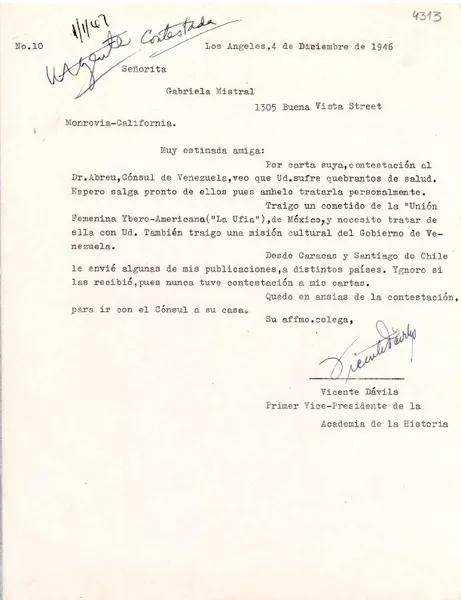 4313
1/1/47
Urgente Contestada
No.10 Los Angeles,4 de Diciembre de 1946
Señorita
Gabriela Mistral
1305 Buena Vista Street
Monrovia-California.
Muy estimada amiga:
Por carta suya,contestación al
Dr.Abreu,Cónsul de Venezuela,veo que Ud.sufre quebrantos de salud.
Espero salga pronto de ellos pues anhelo tratarla personalmente.
Traigo un cometido de la "Unión
Femenina Ybero-Americana("La Ufia"),de México,y necesito tratar de
ella con Ud. También traigo una misión cultural del Gobierno de Ve-
nezuela.
Desde Caracas y Santiago de Chile
le envié algunas de mis publicaciones,a distintos países. Ygnoro si
las recibió,pues nunca tuve contestación a mis cartas.
Quedo en ansias de la contestación,
para ir con el Cónsul a su casa.
Su affmo.colega,
Vicente Dávila
Vicente Dávila
Primer Vice-Presidente de la
Academia de la Historia